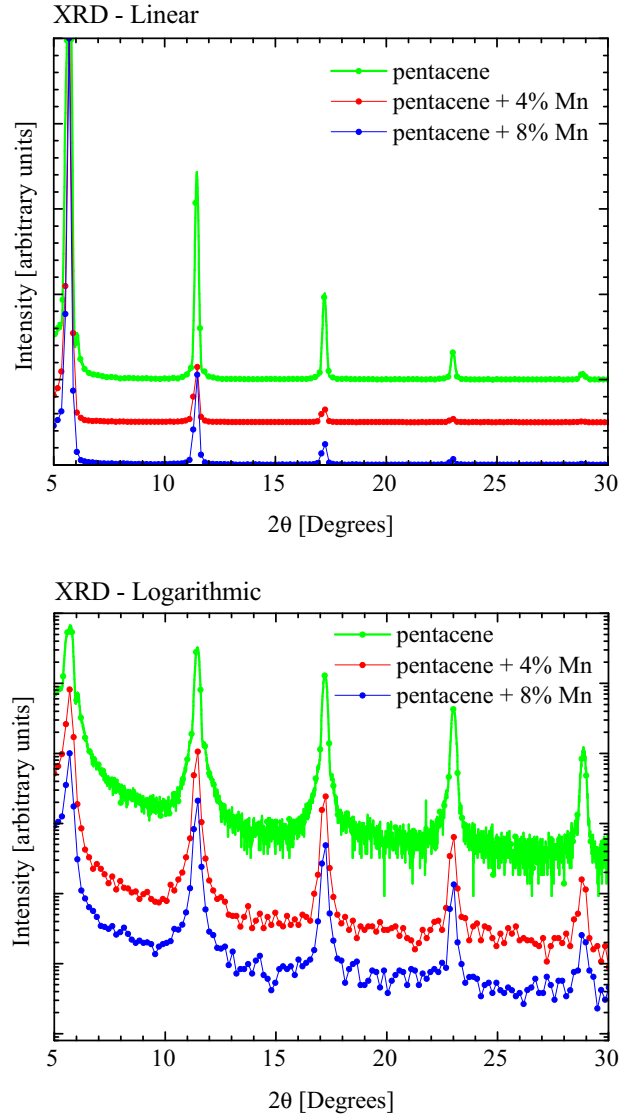 XRD - Linear
pentacene
pentacene + 4% Mn
pentacene + 8% Mn
Intensity [arbitrary units]
5 10 15 20 25 30
2θ [Degrees]
XRD - Logarithmic
pentacene
pentacene + 4% Mn
pentacene + 8% Mn
Intensity [arbitrary units]
5 10 15 20 25 30
2θ [Degrees]